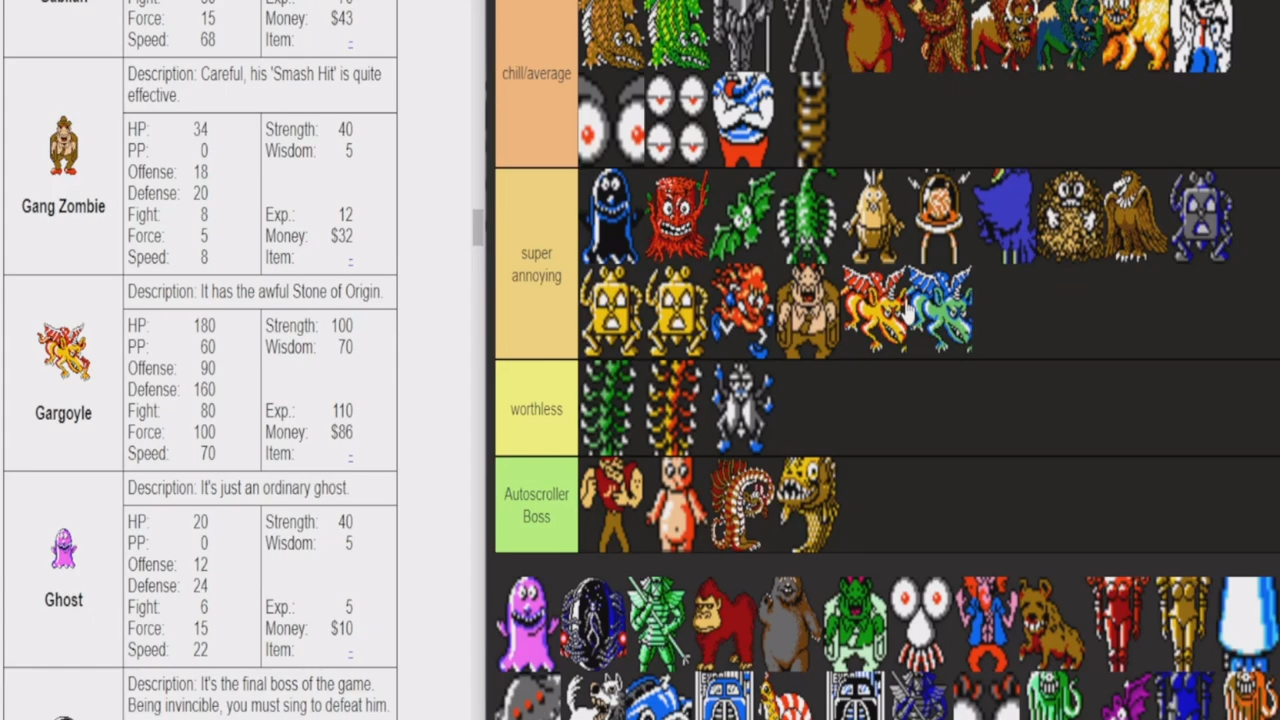 Force: 15 Money: $43
Speed: 68 Item: -
Description: Careful, his 'Smash Hit' is quite
effective.
Gang Zombie
HP: 34 Strength: 40
PP: 0 Wisdom: 5
Offense: 18
Defense: 20
Fight: 8 Exp.: 12
Force: 5 Money: $32
Speed: 8 Item: -
Description: It has the awful Stone of Origin.
Gargoyle
HP: 180 Strength: 100
PP: 60 Wisdom: 70
Offense: 90
Defense: 160
Fight: 80 Exp.: 110
Force: 100 Money: $86
Speed: 70 Item: -
Description: It's just an ordinary ghost.
Ghost
HP: 20 Strength: 40
PP: 0 Wisdom: 5
Offense: 12
Defense: 24
Fight: 6 Exp.: 5
Force: 15 Money: $10
Speed: 22 Item: -
Description: It's the final boss of the game.
Being invincible, you must sing to defeat him.
chill/average
super
annoying
worthless
Autoscroller
Boss